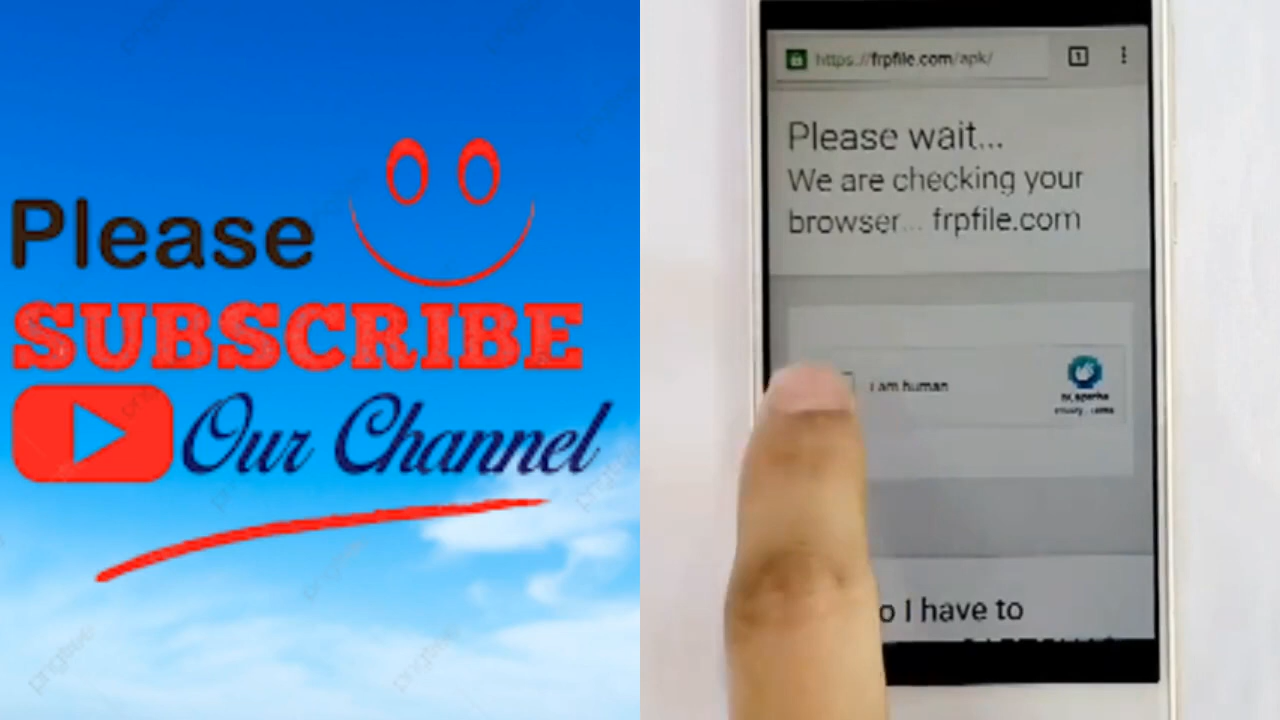 Please
SUBSCRIBE
Our Channel
https://frpfile.com/apk/
1
Please wait...
We are checking your
browser... frpfile.com
I am human
o I have to